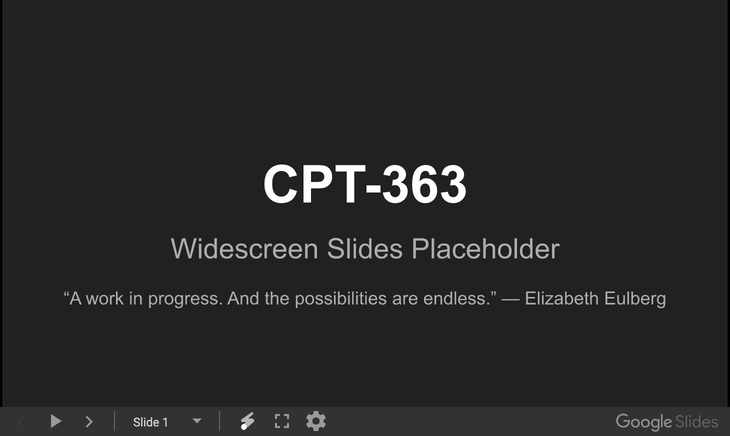 CPT-363
Widescreen Slides Placeholder
“A work in progress. And the possibilities are endless.” — Elizabeth Eulberg
Slide 1
Google Slides